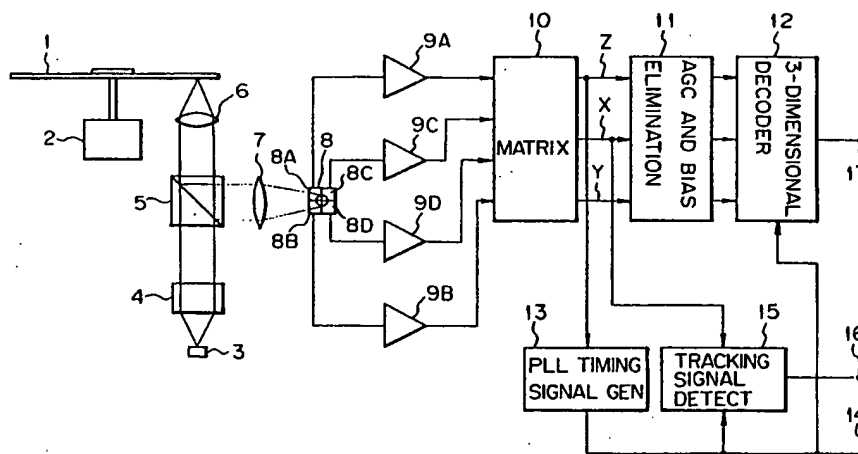 1
2
3
4
5
6
7
8A
8
8C
8B
8D
9A
9C
9D
9B
10
MATRIX
Z
X
Y
11
AGC AND BIAS
ELIMINATION
12
3-DIMENSIONAL
DECODER
17
13
PLL TIMING
SIGNAL GEN
15
TRACKING
SIGNAL
DETECT
16
14